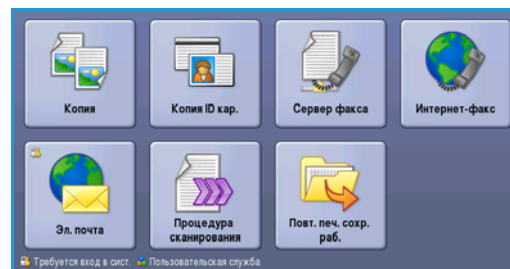 Копия
Копия ID кар.
Сервер факса
Интернет-факс
Эл. почта
Процедура
сканирования
Повт. печ. сохр.
раб.
Требуется вход в сист.
Пользовательская служба